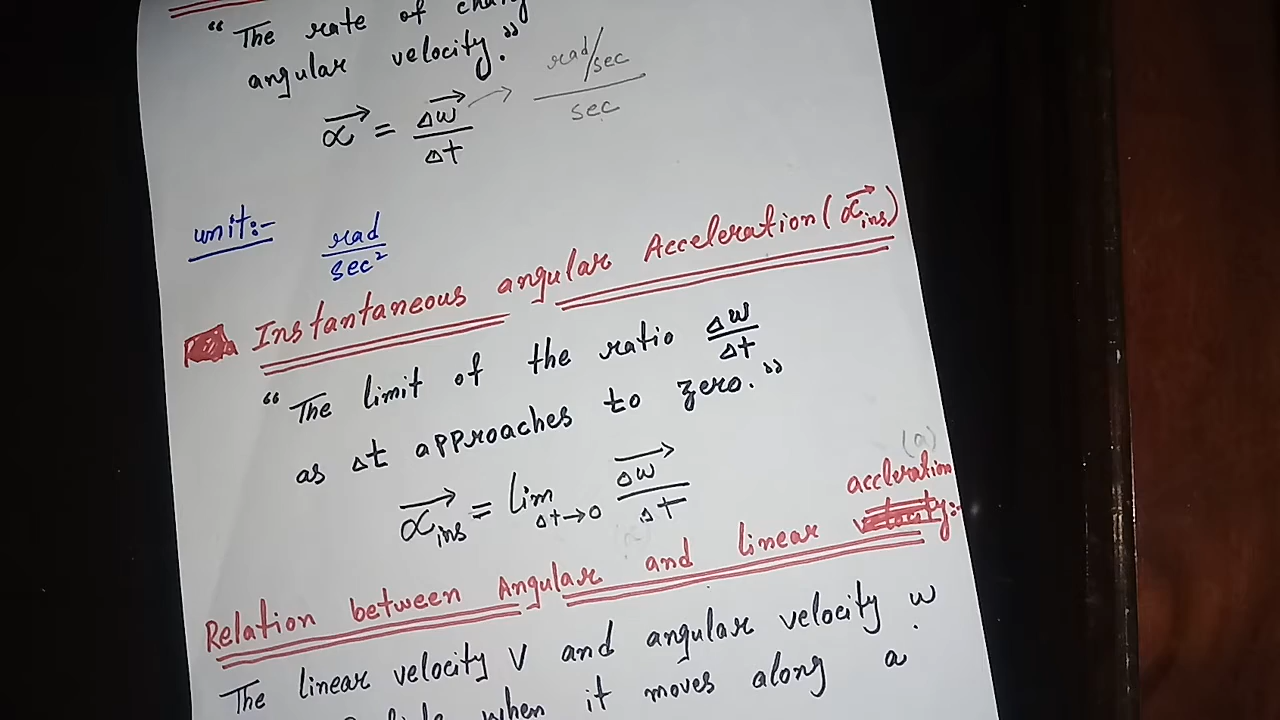 “The rate of chang
angular velocity.”
α⃗ = Δω⃗/Δt → rad/sec/sec
unit:- rad/sec²
Instantaneous angular Acceleration (α⃗ins)
“The limit of the ratio Δω/Δt
as Δt approaches to zero.”
α⃗ins = lim Δt→0 Δω⃗/Δt
(a)
accleration
Relation between Angular and linear :-
The linear velocity V and angular velocity ω
when it moves along a